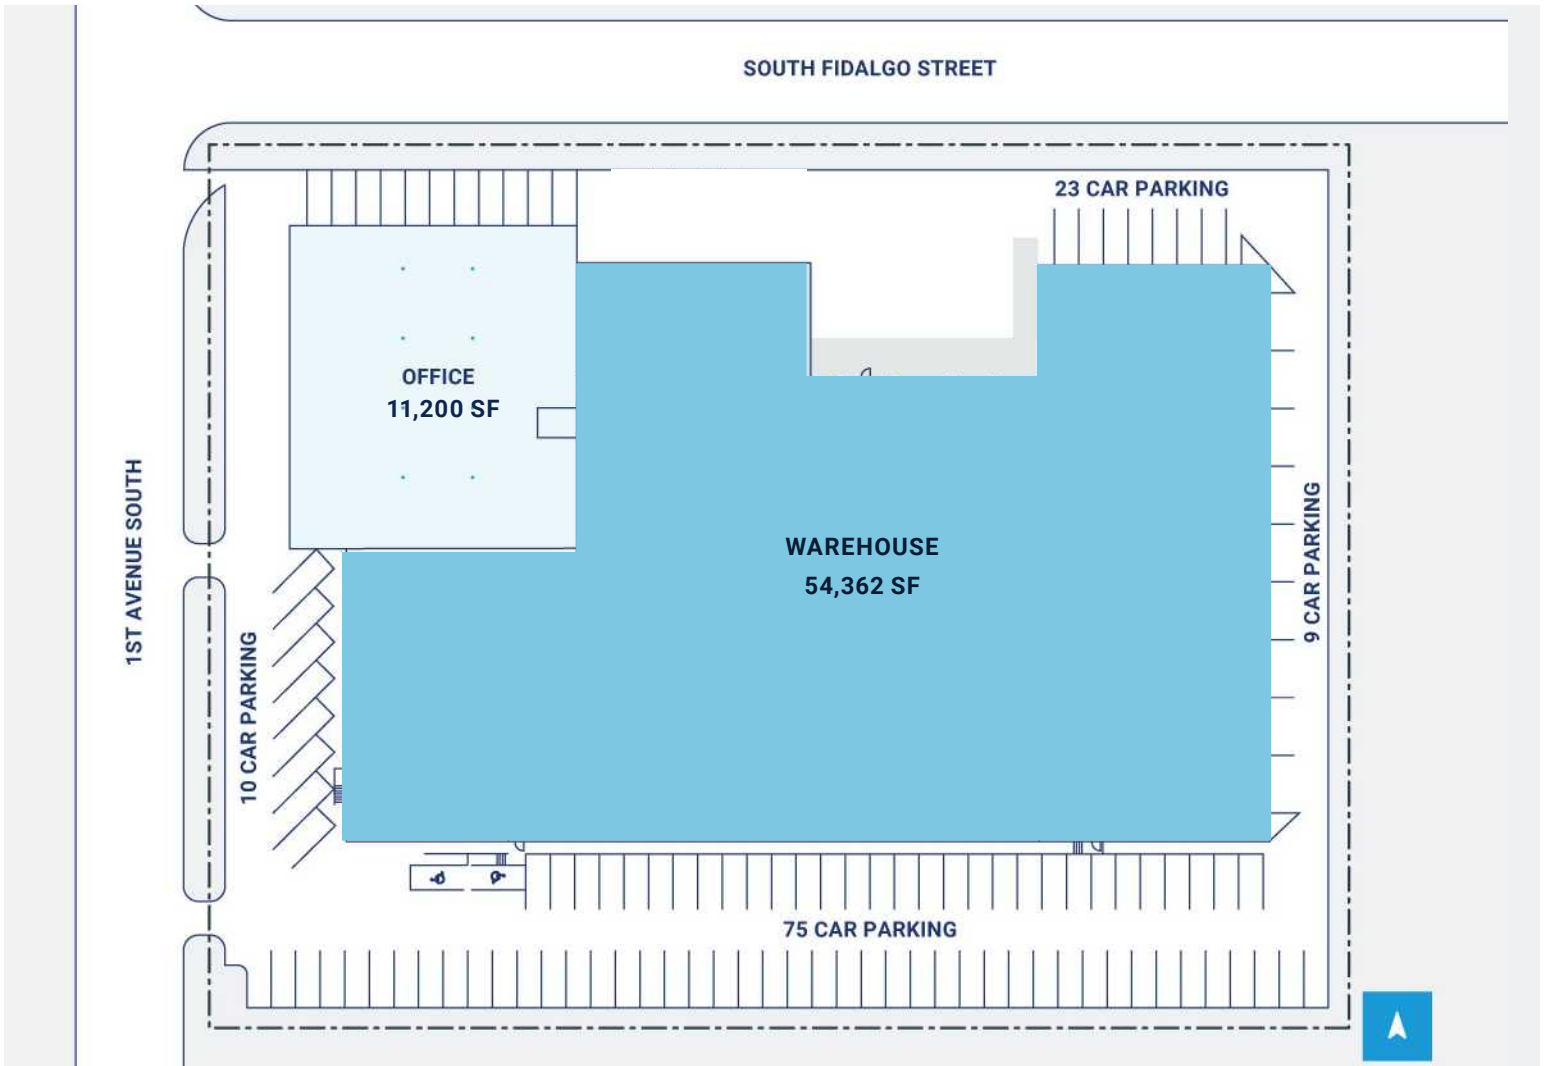 SOUTH FIDALGO STREET
23 CAR PARKING
OFFICE
11,200 SF
1ST AVENUE SOUTH
WAREHOUSE
54,362 SF
9 CAR PARKING
10 CAR PARKING
75 CAR PARKING